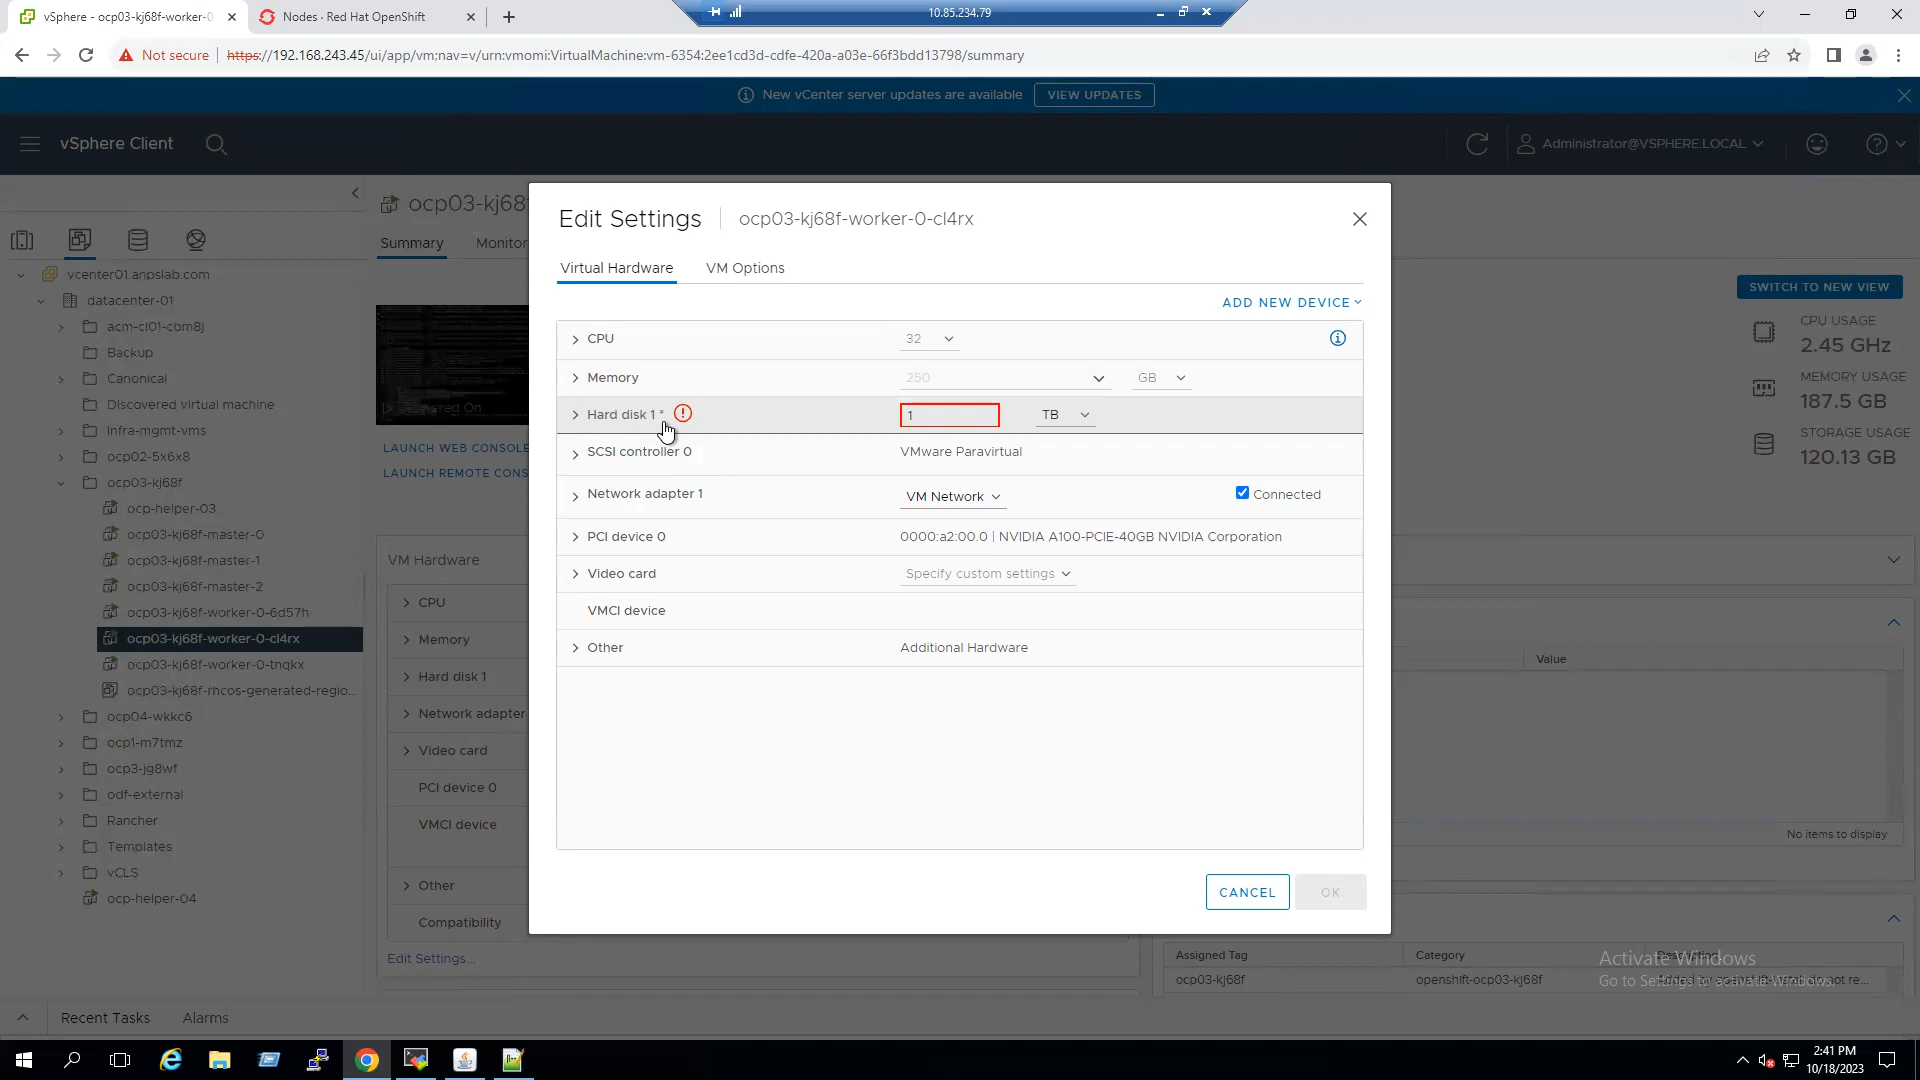 vSphere - ocp03-kj68f-worker-0-
Nodes · Red Hat OpenShift
10.85.234.79
Not secure
https://192.168.243.45/ui/app/vm;nav=v/urn:vmomi:VirtualMachine:vm-6354:2ee1cd3d-cdfe-420a-a03e-66f3bdd13798/summary
New vCenter server updates are available
VIEW UPDATES
vSphere Client
Administrator@VSPHERE.LOCAL
vcenter01.anpslab.com
datacenter-01
acm-cl01-cbm8j
Backup
Canonical
Discovered virtual machine
Infra-mgmt-vms
ocp02-5x6x8
ocp03-kj68f
ocp-helper-03
ocp03-kj68f-master-0
ocp03-kj68f-master-1
ocp03-kj68f-master-2
ocp03-kj68f-worker-0-6d57h
ocp03-kj68f-worker-0-cl4rx
ocp03-kj68f-worker-0-tnqkx
ocp03-kj68f-rhcos-generated-regio...
ocp04-wkkc6
ocp1-m7tmz
ocp3-jg8wf
odf-external
Rancher
Templates
vCLS
ocp-helper-04
ocp03-kj68f
Summary
Monitor
LAUNCH WEB CONSOLE
LAUNCH REMOTE CONS
VM Hardware
CPU
Memory
Hard disk 1
Network adapter
Video card
PCI device 0
VMCI device
Other
Compatibility
Edit Settings...
Edit Settings
ocp03-kj68f-worker-0-cl4rx
Virtual Hardware
VM Options
ADD NEW DEVICE
CPU
32
Memory
250
GB
Hard disk 1 *
1
TB
SCSI controller 0
VMware Paravirtual
Network adapter 1
VM Network
Connected
PCI device 0
0000:a2:00.0 | NVIDIA A100-PCIE-40GB NVIDIA Corporation
Video card
Specify custom settings
VMCI device
Other
Additional Hardware
CANCEL
OK
SWITCH TO NEW VIEW
CPU USAGE
2.45 GHz
MEMORY USAGE
187.5 GB
STORAGE USAGE
120.13 GB
Value
No items to display
Assigned Tag
Category
ocp03-kj68f
openshift-ocp03-kj68f
Activate Windows
Go to Settings to activate Windows.
Recent Tasks
Alarms
2:41 PM
10/18/2023